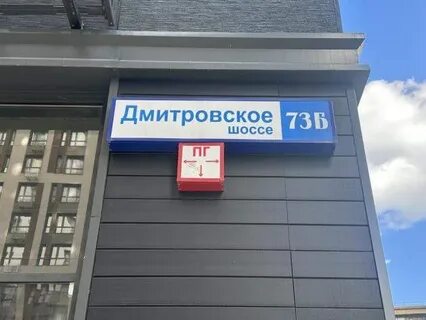 Дмитровское
шоссе
73Б
ПГ